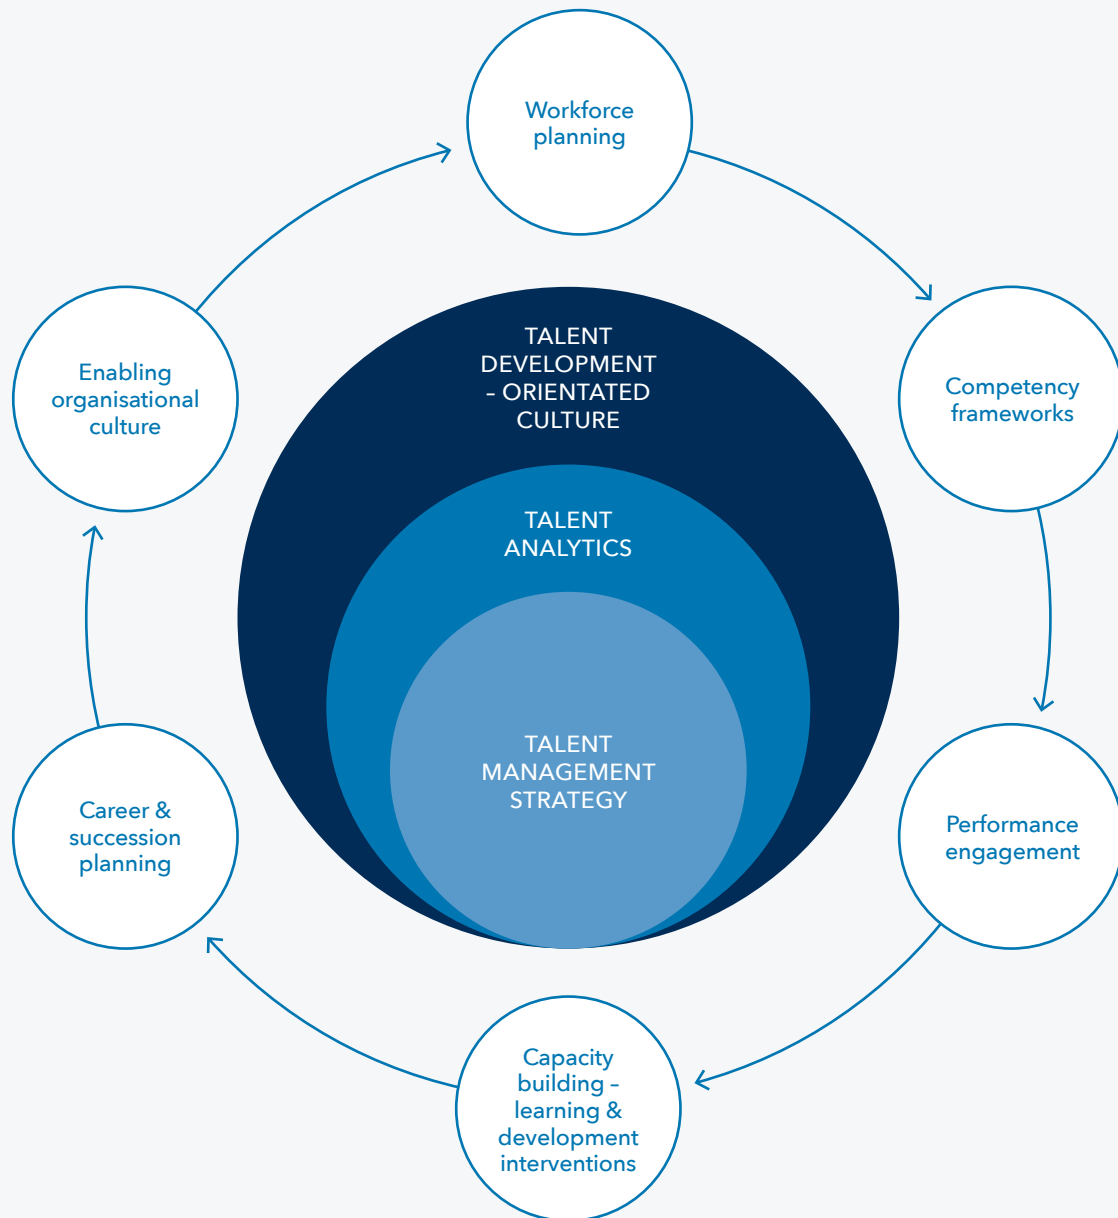 Workforce
planning
Competency
frameworks
Performance
engagement
Capacity
building –
learning &
development
interventions
Career &
succession
planning
Enabling
organisational
culture
TALENT
DEVELOPMENT
– ORIENTATED
CULTURE
TALENT
ANALYTICS
TALENT
MANAGEMENT
STRATEGY